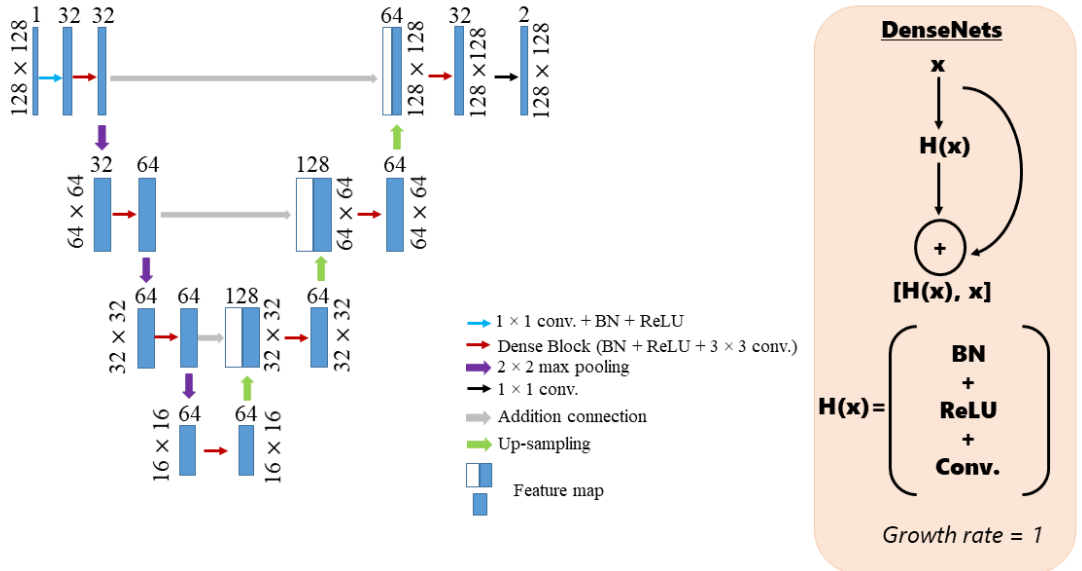 1 32 32 64 32 2
128 × 128 128 × 128 128 ×128 128 × 128
32 64 128 64
64 × 64 64 × 64 64 × 64
64 64 128 64
32 × 32 32 × 32 32 × 32
64 64
16 × 16 16 × 16
1 × 1 conv. + BN + ReLU
Dense Block (BN + ReLU + 3 × 3 conv.)
2 × 2 max pooling
1 × 1 conv.
Addition connection
Up-sampling
Feature map
DenseNets
x
H(x)
+
[H(x), x]
H(x)=
BN
+
ReLU
+
Conv.
Growth rate = 1